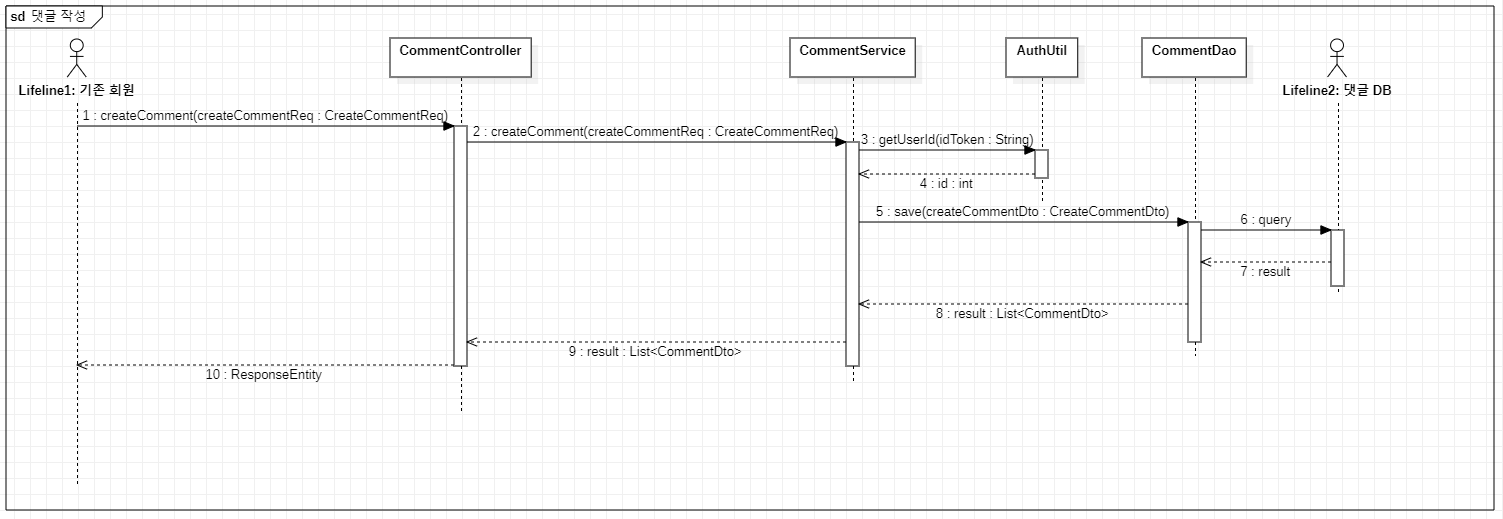 sd 댓글 작성
CommentController
CommentService
AuthUtil
CommentDao
Lifeline1: 기존 회원
Lifeline2: 댓글 DB
1 : createComment(createCommentReq : CreateCommentReq)
2 : createComment(createCommentReq : CreateCommentReq)
3 : getUserId(idToken : String)
4 : id : int
5 : save(createCommentDto : CreateCommentDto)
6 : query
7 : result
8 : result : List<CommentDto>
9 : result : List<CommentDto>
10 : ResponseEntity